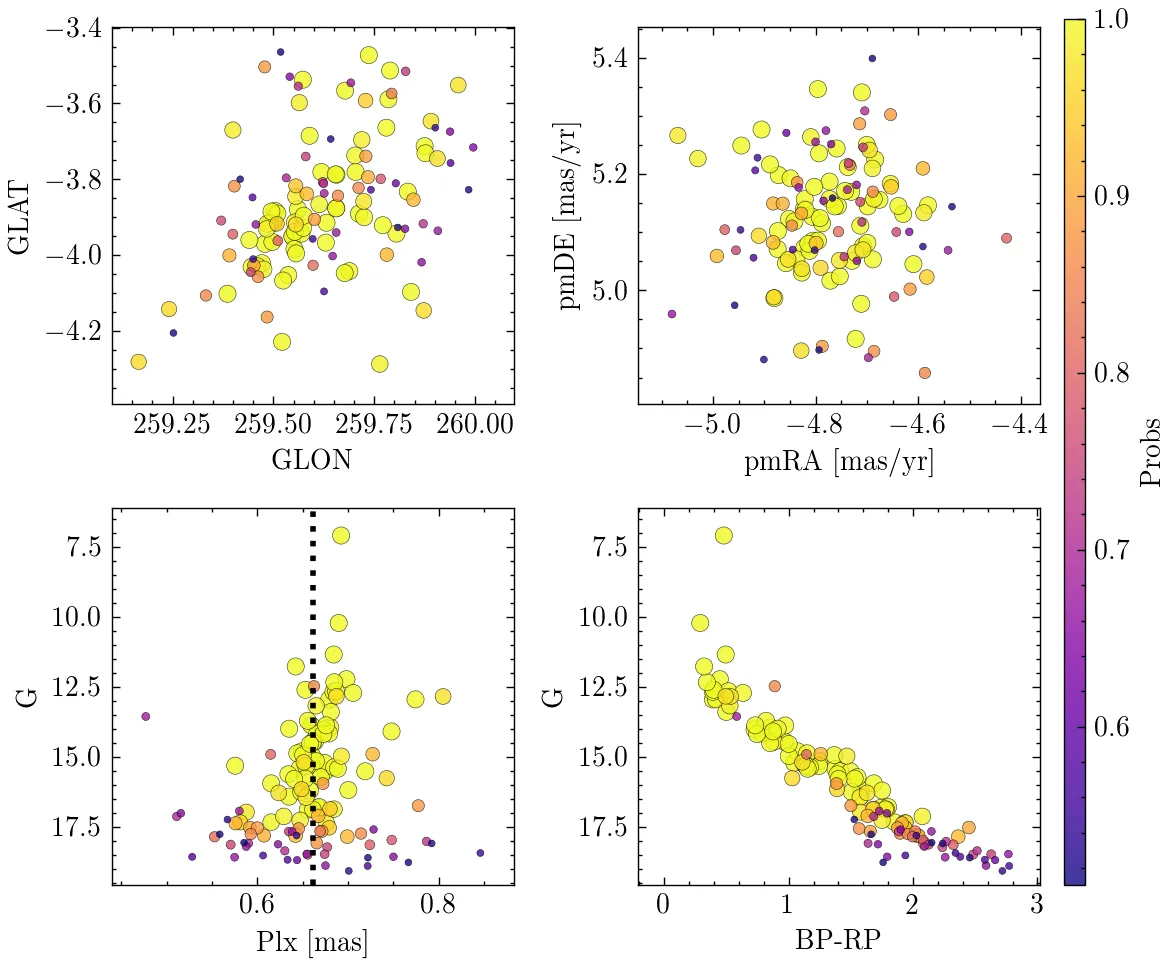 −3.4
−3.6
−3.8
−4.0
−4.2
GLAT
259.25 259.50 259.75 260.00
GLON
5.4
5.2
5.0
pmDE [mas/yr]
−5.0 −4.8 −4.6 −4.4
pmRA [mas/yr]
1.0
0.9
0.8
0.7
0.6
Probs
7.5
10.0
12.5
15.0
17.5
G
0.6 0.8
Plx [mas]
7.5
10.0
12.5
15.0
17.5
G
0 1 2 3
BP-RP